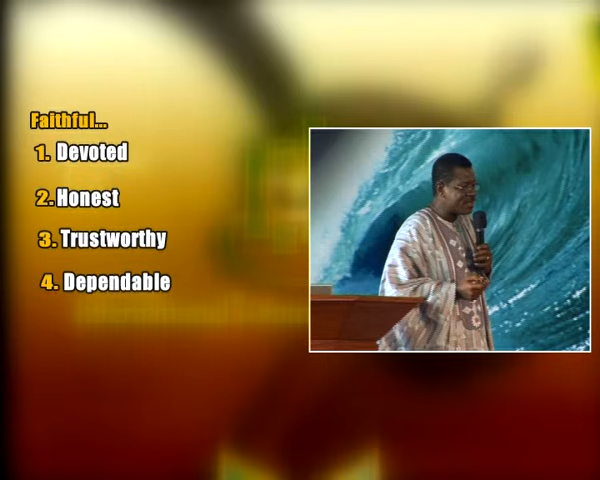 Faithful...
1. Devoted
2. Honest
3. Trustworthy
4. Dependable